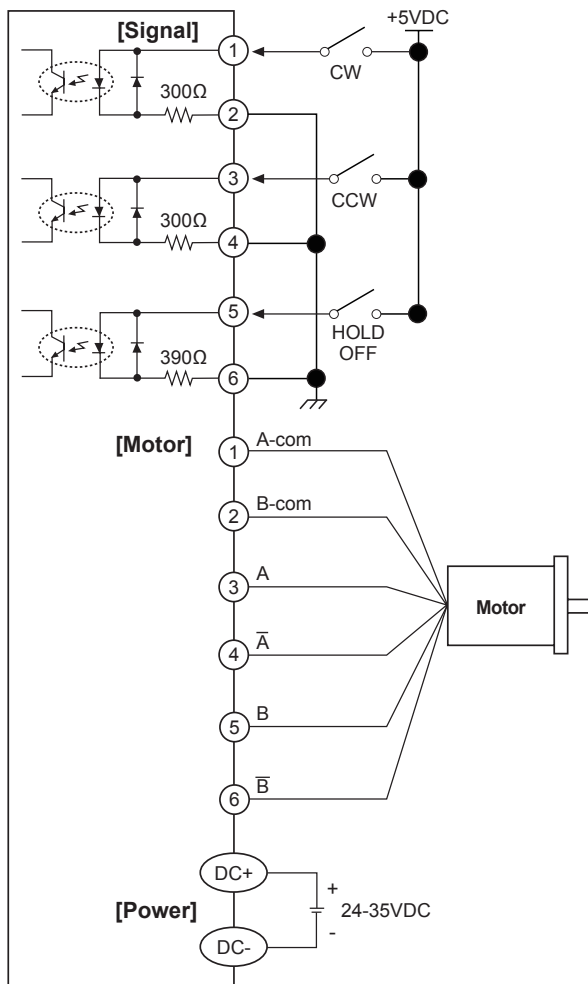 [Signal]
+5VDC
1
CW
300Ω
2
3
CCW
300Ω
4
5
HOLD
OFF
390Ω
6
[Motor]
1 A-com
2 B-com
3 A
4 A̅
Motor
5 B
6 B̅
DC+
+
[Power]
24-35VDC
-
DC-